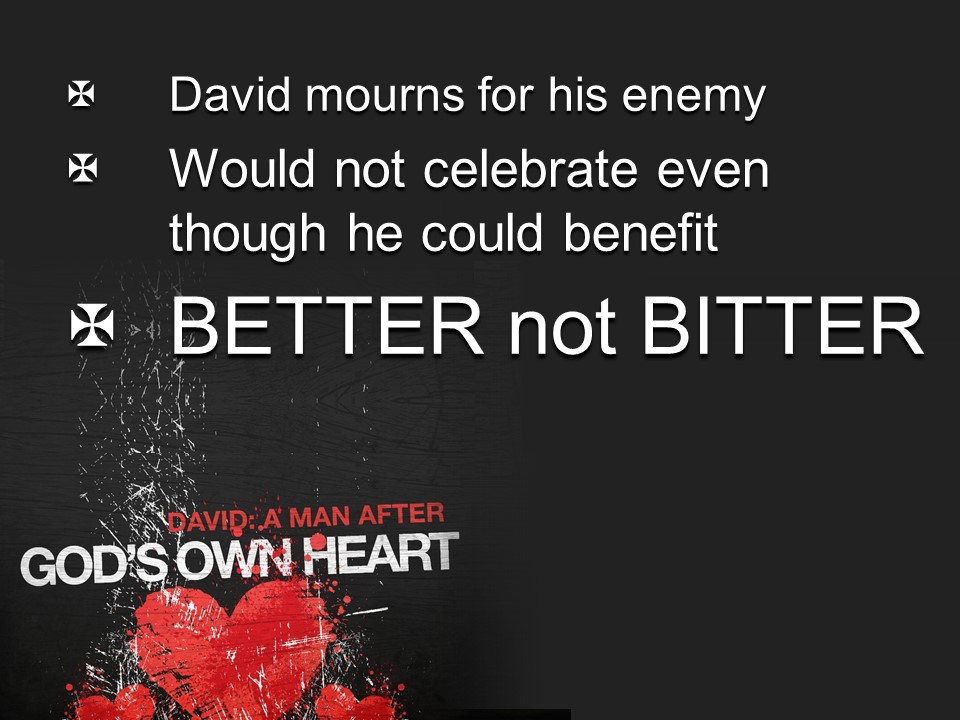 ✠ David mourns for his enemy
✠ Would not celebrate even
though he could benefit
✠ BETTER not BITTER
DAVID: A MAN AFTER
GOD'S OWN HEART